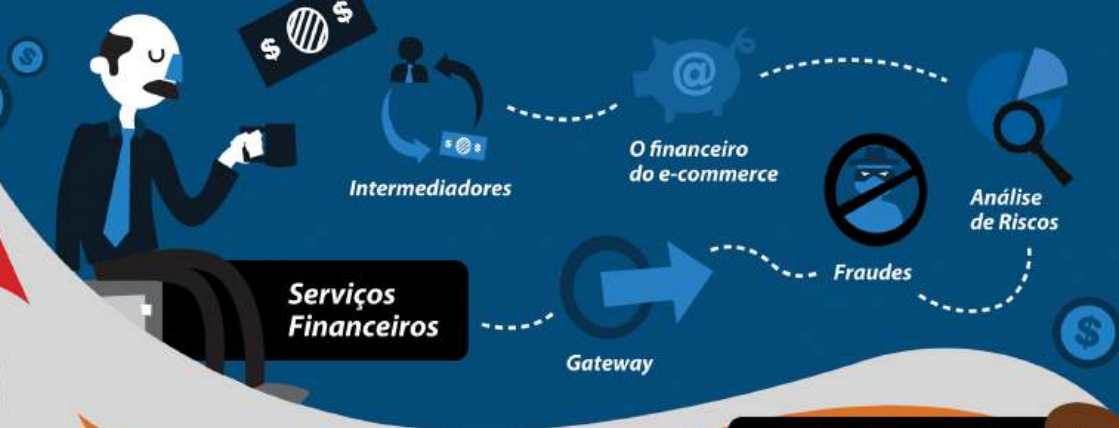 $ $
$
$ $
@
Intermediadores
O financeiro
do e-commerce
Análise
de Riscos
Fraudes
Serviços
Financeiros
Gateway
$